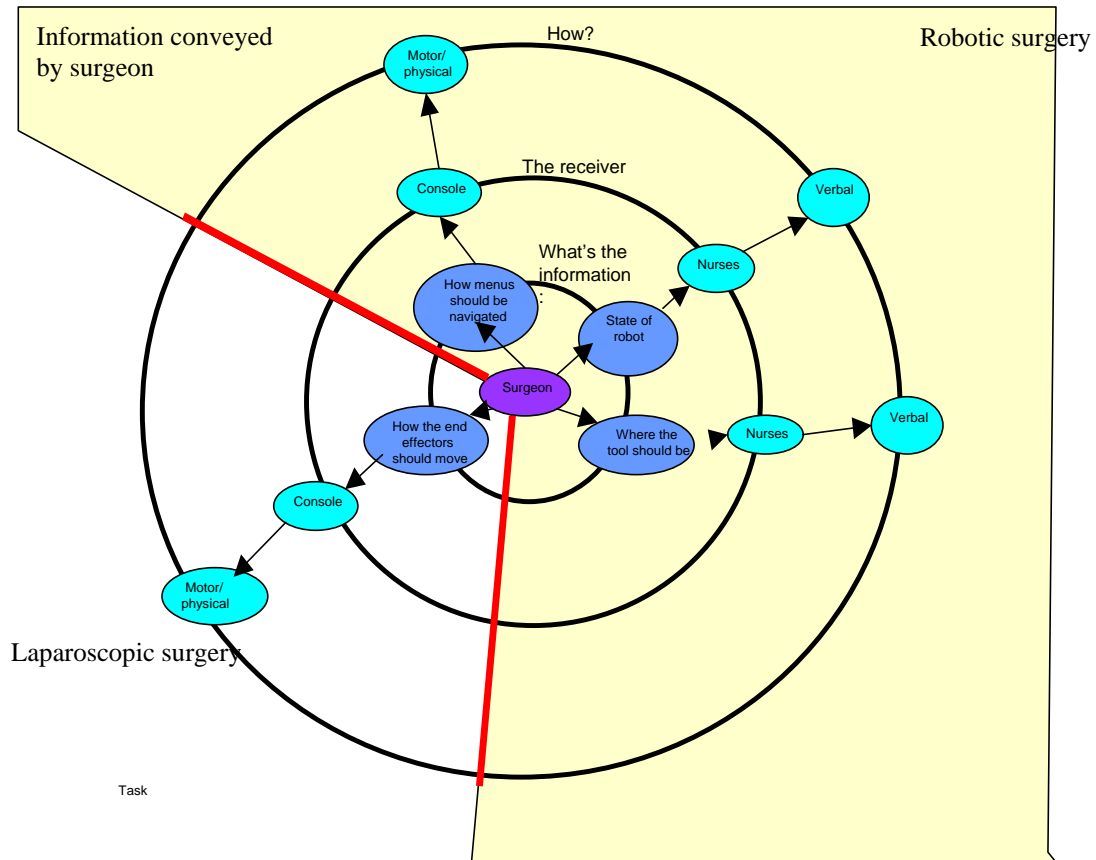 Information conveyed
by surgeon
How?
Robotic surgery
Motor/
physical
The receiver
Console
Verbal
What's the
information
:
Nurses
How menus
should be
navigated
State of
robot
Surgeon
How the end
effectors
should move
Where the
tool should be
Nurses
Verbal
Console
Motor/
physical
Laparoscopic surgery
Task